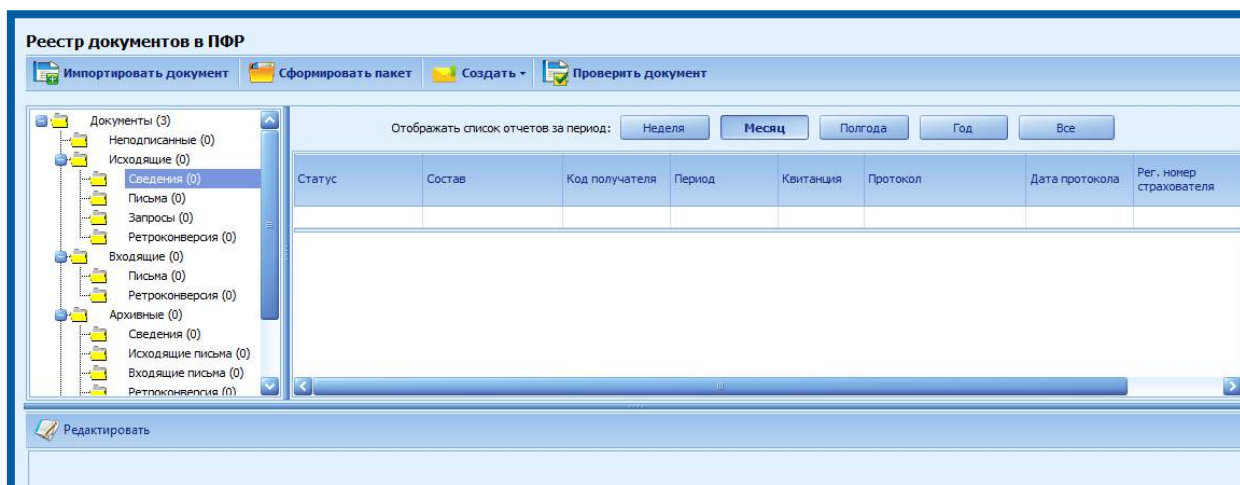 Реестр документов в ПФР
Импортировать документ Сформировать пакет Создать Проверить документ
Документы (3)
Неподписанные (0)
Исходящие (0)
Сведения (0)
Письма (0)
Запросы (0)
Ретроконверсия (0)
Входящие (0)
Письма (0)
Ретроконверсия (0)
Архивные (0)
Сведения (0)
Исходящие письма (0)
Входящие письма (0)
Ретроконверсия (0)
Отображать список отчетов за период: Неделя Месяц Полгода Год Все
Статус Состав Код получателя Период Квитанция Протокол Дата протокола Рег. номер
страхователя
Редактировать